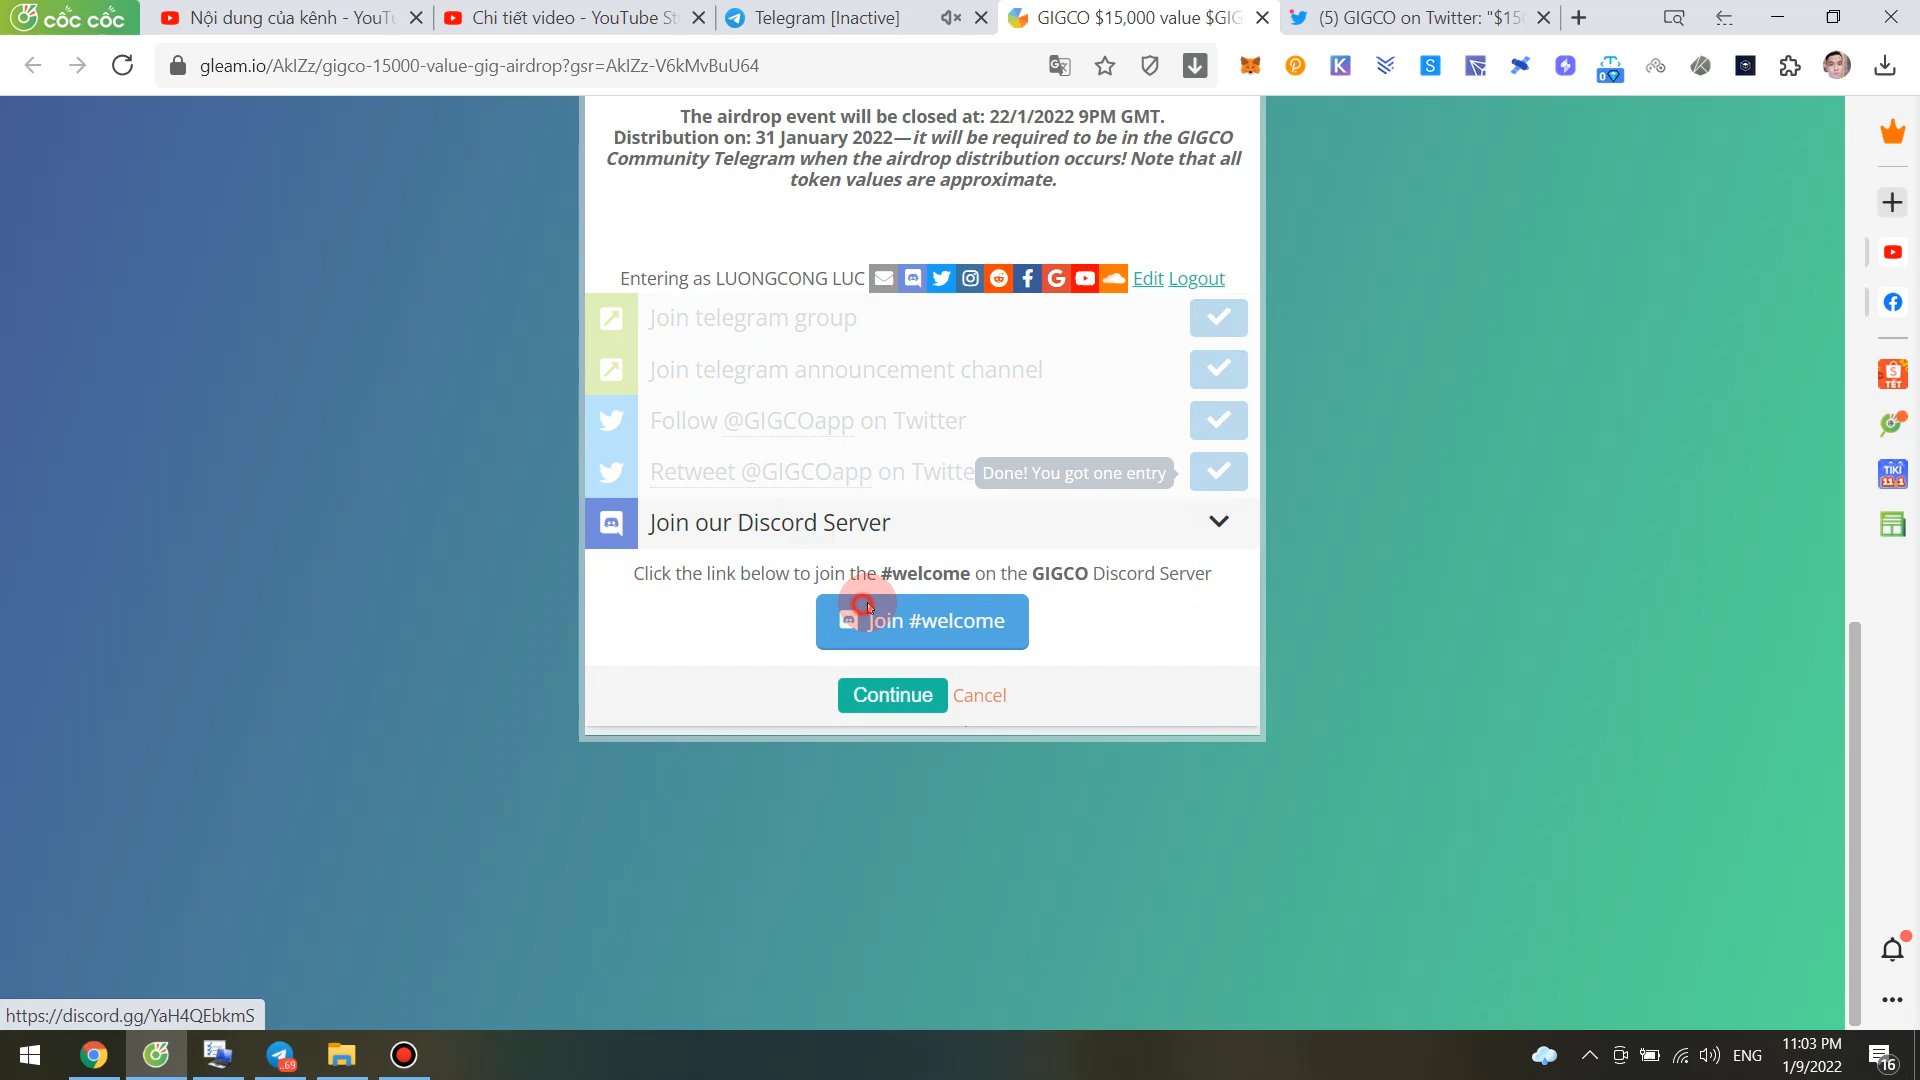 cốc cốc
Nội dung của kênh - YouTu
Chi tiết video - YouTube St
Telegram [Inactive]
GIGCO $15,000 value $GIG
(5) GIGCO on Twitter: "$15
gleam.io/AkIZz/gigco-15000-value-gig-airdrop?gsr=AkIZz-V6kMvBuU64
The airdrop event will be closed at: 22/1/2022 9PM GMT.
Distribution on: 31 January 2022—it will be required to be in the GIGCO
Community Telegram when the airdrop distribution occurs! Note that all
token values are approximate.
Entering as LUONGCONG LUC
Edit Logout
Join telegram group
Join telegram announcement channel
Follow @GIGCOapp on Twitter
Retweet @GIGCOapp on Twitte
Done! You got one entry
Join our Discord Server
Click the link below to join the #welcome on the GIGCO Discord Server
Join #welcome
Continue
Cancel
https://discord.gg/YaH4QEbkmS
ENG
11:03 PM
1/9/2022
16